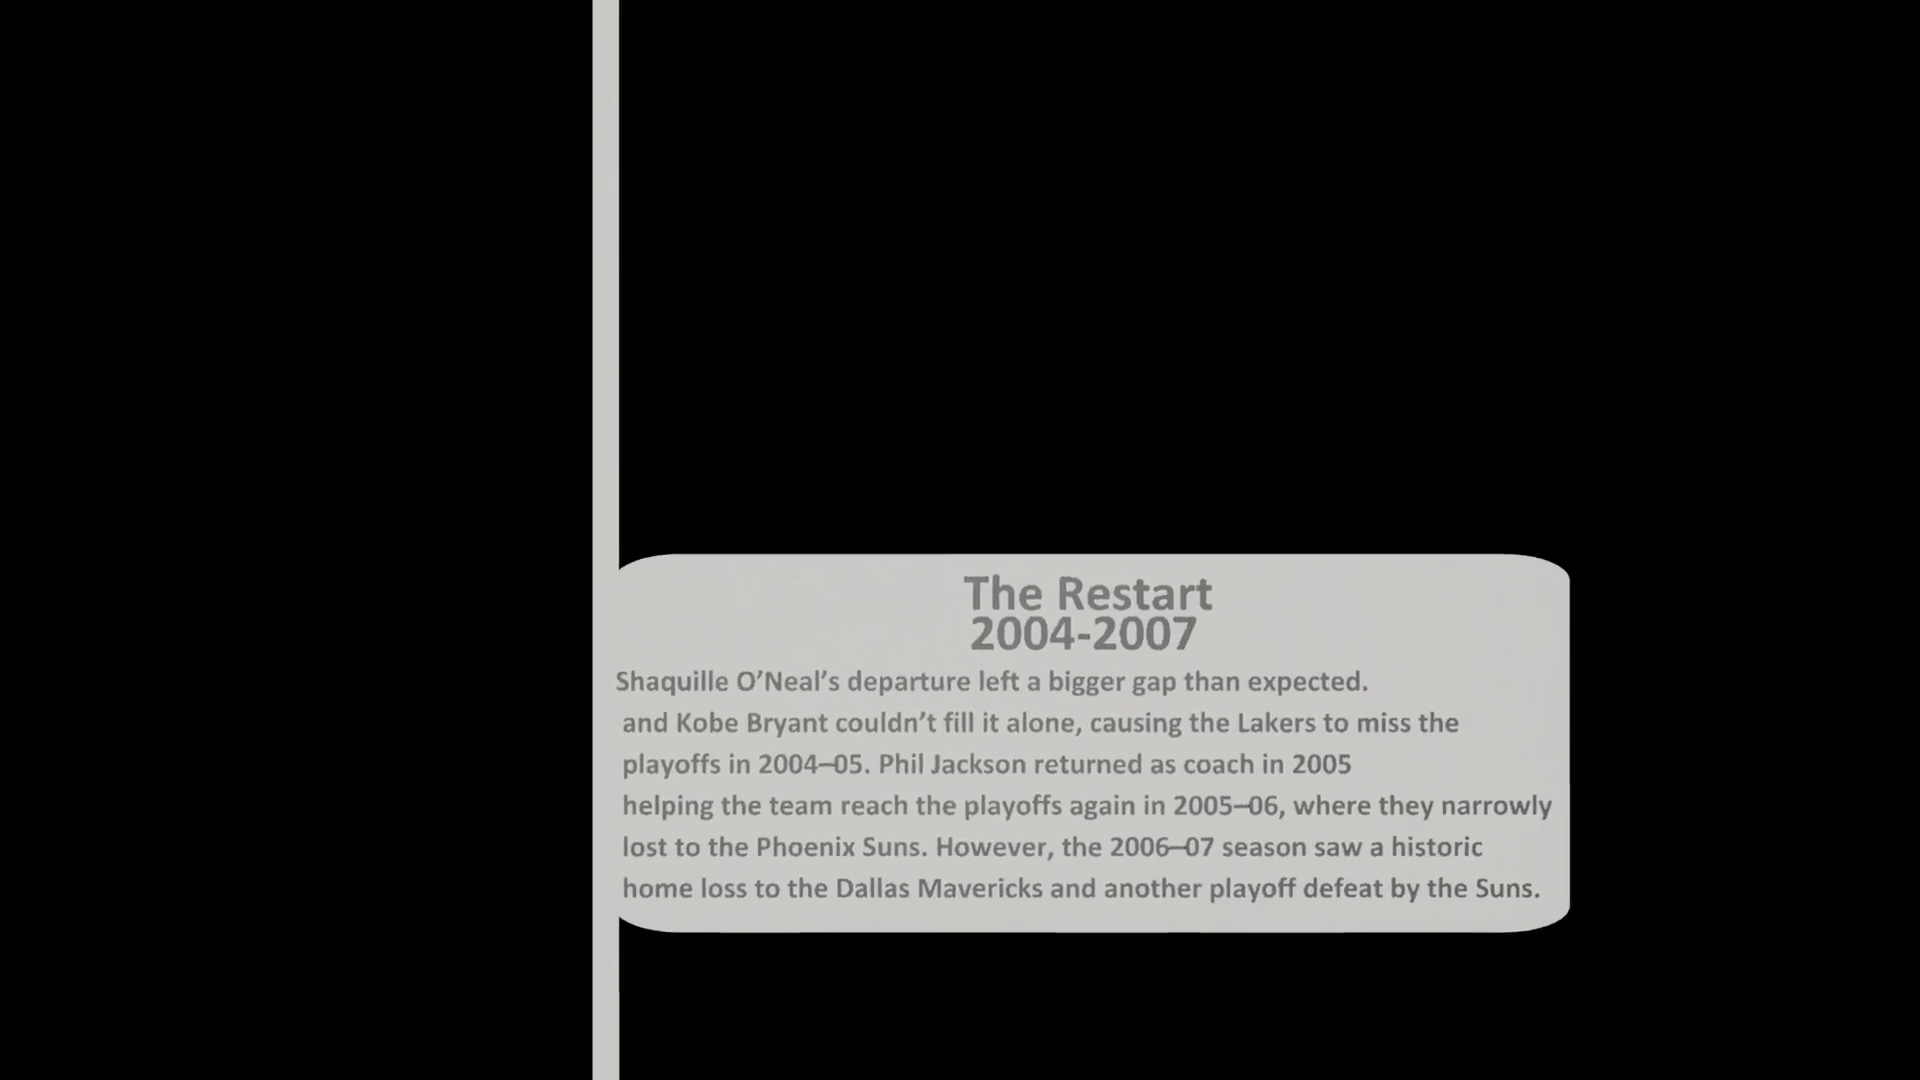 The Restart
2004-2007
Shaquille O’Neal’s departure left a bigger gap than expected.
and Kobe Bryant couldn’t fill it alone, causing the Lakers to miss the
playoffs in 2004–05. Phil Jackson returned as coach in 2005
helping the team reach the playoffs again in 2005–06, where they narrowly
lost to the Phoenix Suns. However, the 2006–07 season saw a historic
home loss to the Dallas Mavericks and another playoff defeat by the Suns.